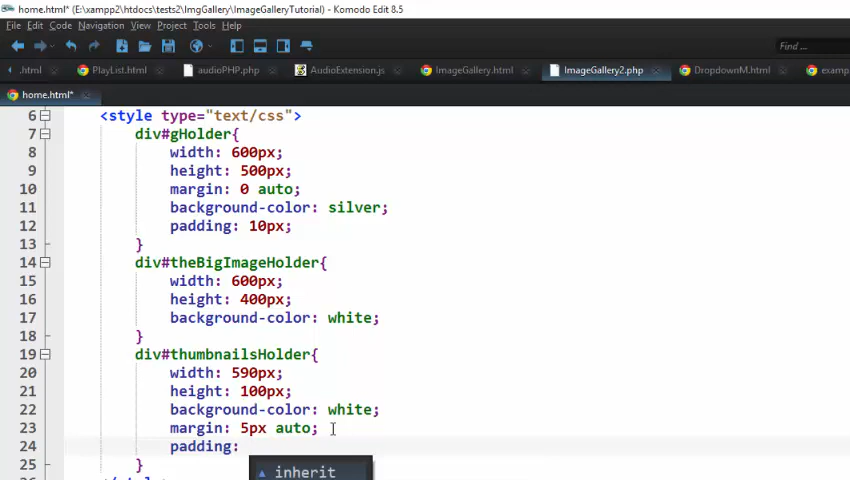 home.html* (E:\xampp2\htdocs\tests2\ImgGallery\ImageGalleryTutorial) - Komodo Edit 8.5
File Edit Code Navigation View Project Tools Help
Find ...
.html PlayList.html audioPHP.php AudioExtension.js ImageGallery.html ImageGallery2.php DropdownM.html examp
home.html*
6 <style type="text/css">
7 div#gHolder{
8 width: 600px;
9 height: 500px;
10 margin: 0 auto;
11 background-color: silver;
12 padding: 10px;
13 }
14 div#theBigImageHolder{
15 width: 600px;
16 height: 400px;
17 background-color: white;
18 }
19 div#thumbnailsHolder{
20 width: 590px;
21 height: 100px;
22 background-color: white;
23 margin: 5px auto;
24 padding:
25 }
inherit